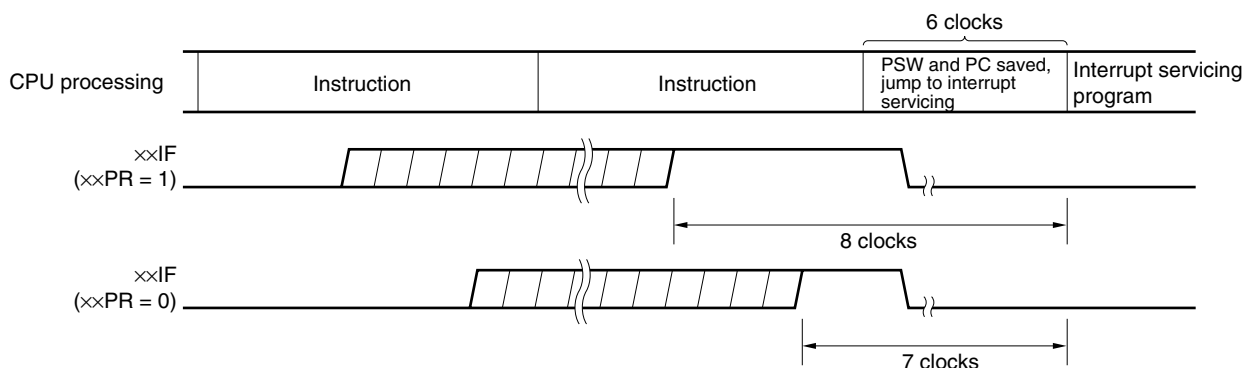 6 clocks
CPU processing
Instruction
Instruction
PSW and PC saved,
jump to interrupt
servicing
Interrupt servicing
program
××IF
(××PR = 1)
8 clocks
××IF
(××PR = 0)
7 clocks